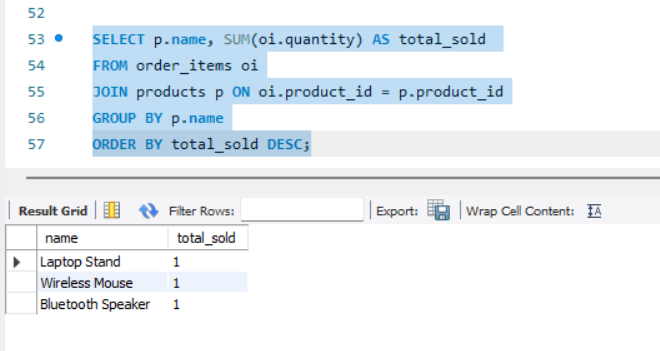 52
53 SELECT p.name, SUM(oi.quantity) AS total_sold
54 FROM order_items oi
55 JOIN products p ON oi.product_id = p.product_id
56 GROUP BY p.name
57 ORDER BY total_sold DESC;
Result Grid Filter Rows: Export: Wrap Cell Content: IA
name total_sold
Laptop Stand 1
Wireless Mouse 1
Bluetooth Speaker 1